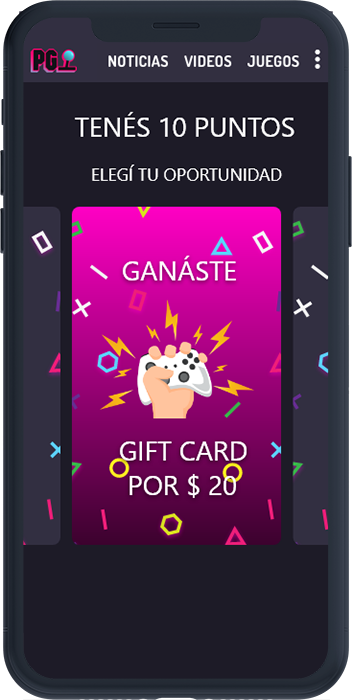 PG
NOTICIAS VIDEOS JUEGOS
TENÉS 10 PUNTOS
ELEGÍ TU OPORTUNIDAD
GANÁSTE
GIFT CARD
POR $ 20